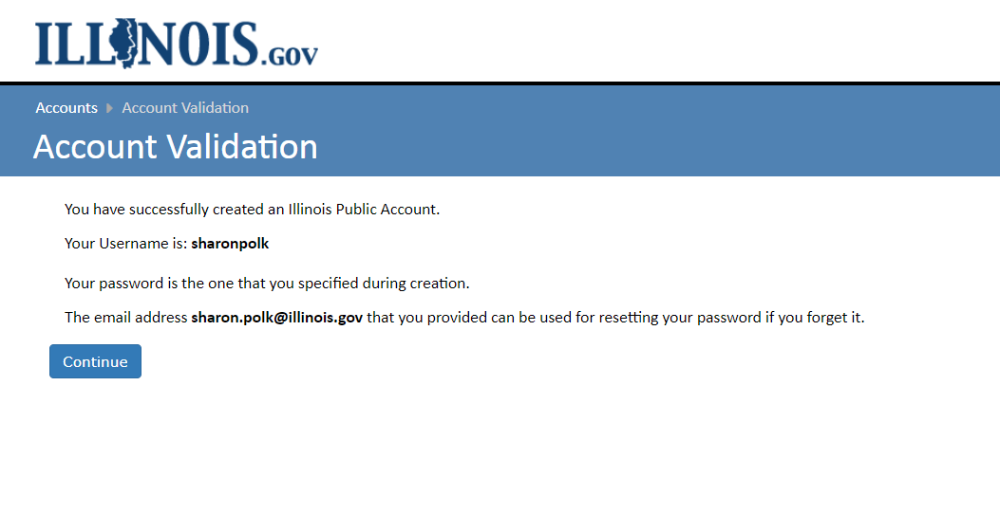 ILLINOIS.GOV
Accounts Account Validation
Account Validation
You have successfully created an Illinois Public Account.
Your Username is: sharonpolk
Your password is the one that you specified during creation.
The email address sharon.polk@illinois.gov that you provided can be used for resetting your password if you forget it.
Continue